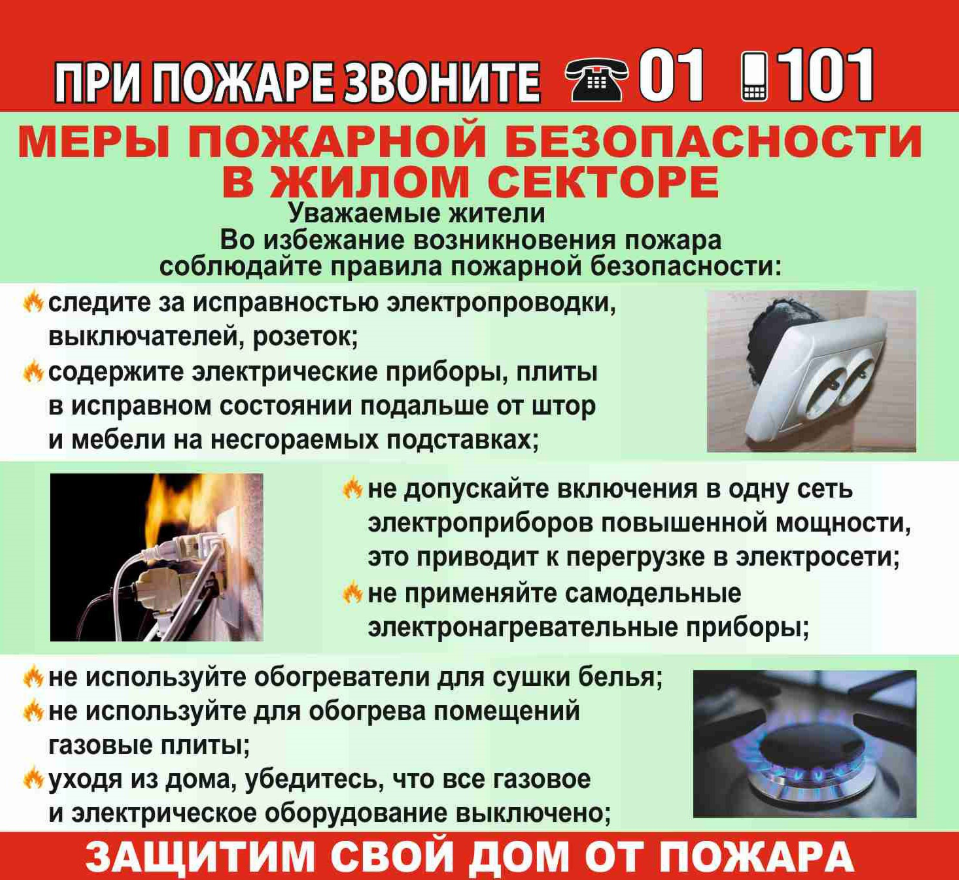 ПРИ ПОЖАРЕ ЗВОНИТЕ 01 101
МЕРЫ ПОЖАРНОЙ БЕЗОПАСНОСТИ
В ЖИЛОМ СЕКТОРЕ
Уважаемые жители
Во избежание возникновения пожара
соблюдайте правила пожарной безопасности:
следите за исправностью электропроводки,
выключателей, розеток;
содержите электрические приборы, плиты
в исправном состоянии подальше от штор
и мебели на несгораемых подставках;
не допускайте включения в одну сеть
электроприборов повышенной мощности,
это приводит к перегрузке в электросети;
не применяйте самодельные
электронагревательные приборы;
не используйте обогреватели для сушки белья;
не используйте для обогрева помещений
газовые плиты;
уходя из дома, убедитесь, что все газовое
и электрическое оборудование выключено;
ЗАЩИТИМ СВОЙ ДОМ ОТ ПОЖАРА